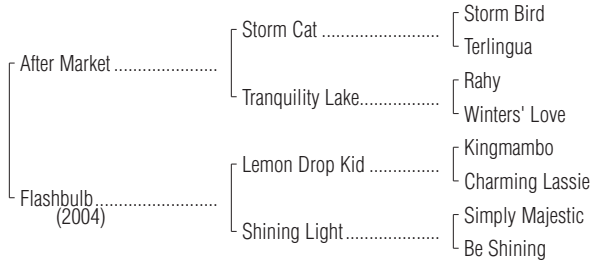 Storm Bird
Storm Cat ........................
Terlingua
After Market .....................
Rahy
Tranquility Lake................
Winters' Love
Kingmambo
Lemon Drop Kid ..............
Charming Lassie
Flashbulb.........................
(2004)
Simply Majestic
Shining Light...................
Be Shining